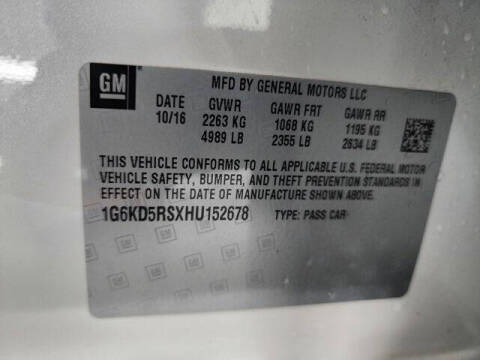 GM
MFD BY GENERAL MOTORS LLC
DATE GVWR GAWR FRT GAWR RR
10/16 2263 KG 1068 KG 1195 KG
4989 LB 2355 LB 2634 LB
THIS VEHICLE CONFORMS TO ALL APPLICABLE U.S. FEDERAL MOTOR
VEHICLE SAFETY, BUMPER, AND THEFT PREVENTION STANDARDS IN
EFFECT ON THE DATE OF MANUFACTURE SHOWN ABOVE.
1G6KD5RSXHU152678 TYPE: PASS CAR